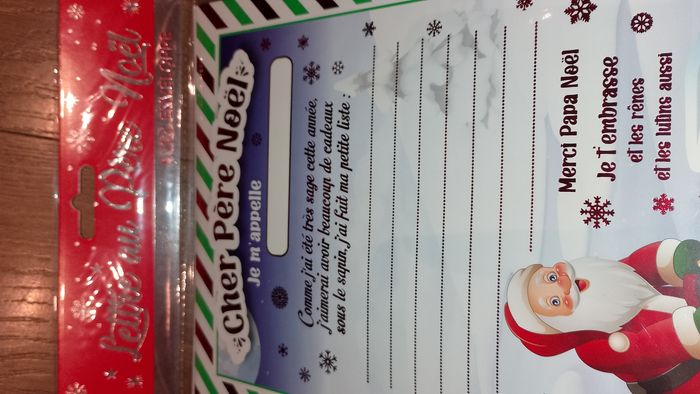 Lettre au Père Noël
Cher Père Noël
Je m'appelle
Comme j'ai été très sage cette année,
j'aimerai avoir beaucoup de cadeaux
sous le sapin, j'ai fait ma petite liste :
Merci Papa Noël
Je t'embrasse
et les rênes
et les lutins aussi